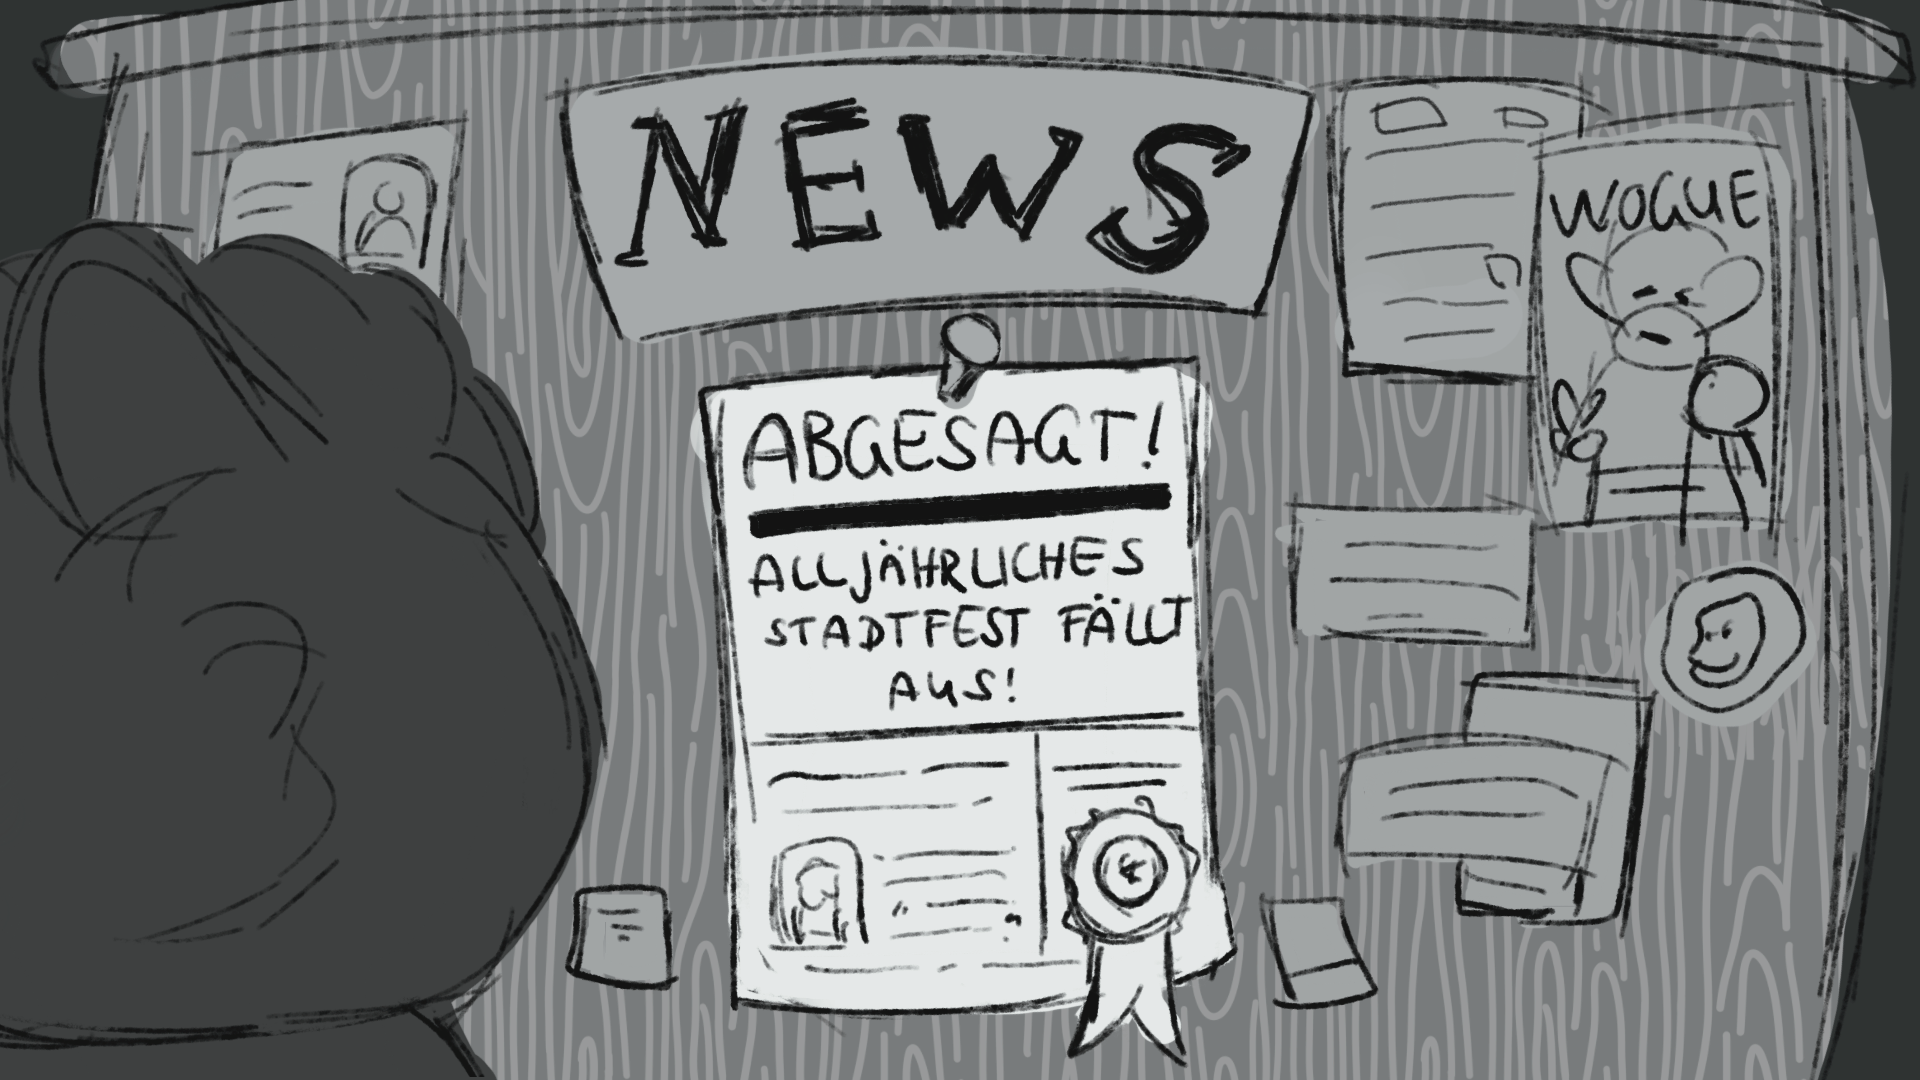 NEWS
WOGUE
ABGESAGT!
ALLJÄHRLICHES
STADTFEST FÄLLT
AUS!